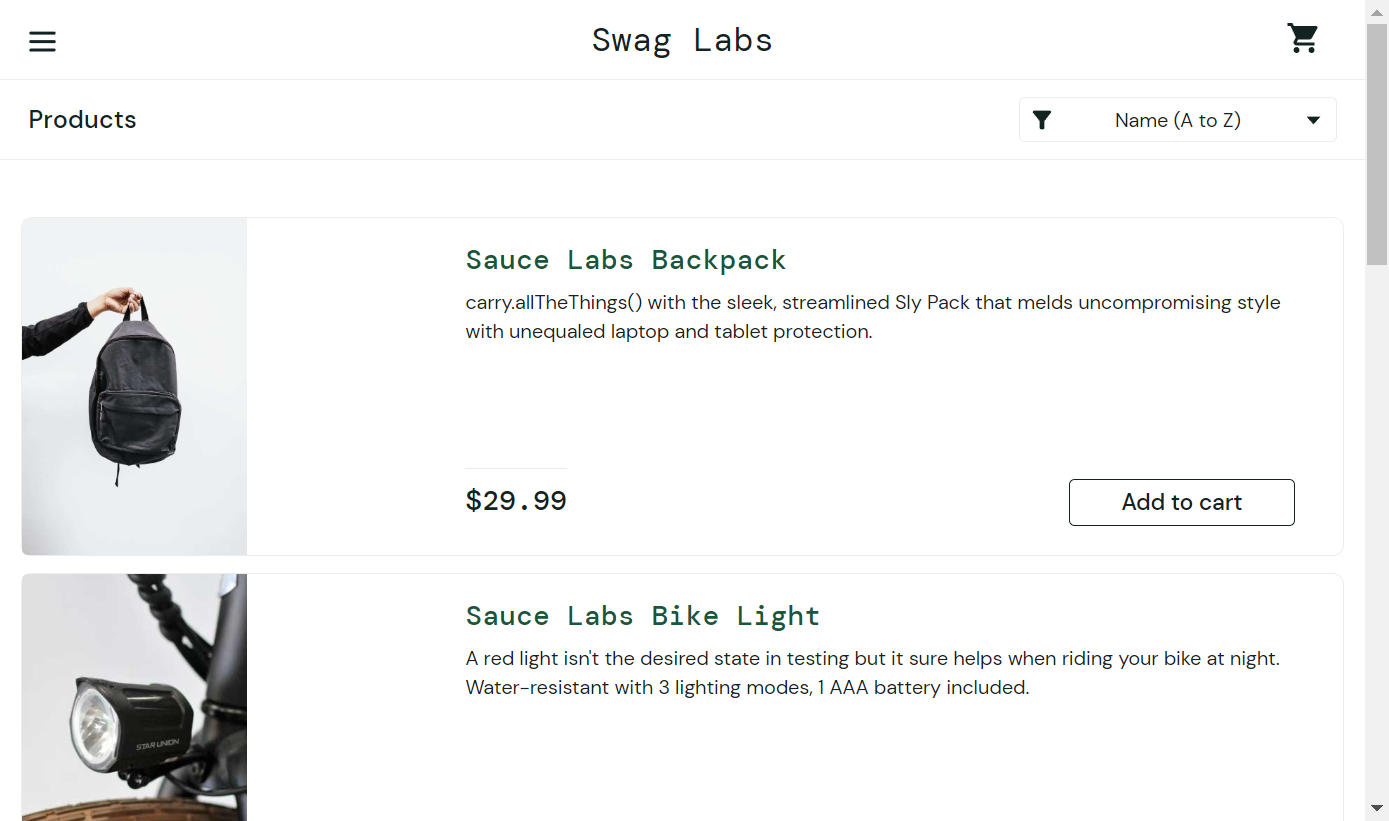 Swag Labs
Products
Name (A to Z)
Sauce Labs Backpack
carry.allTheThings() with the sleek, streamlined Sly Pack that melds uncompromising style
with unequaled laptop and tablet protection.
$29.99
Add to cart
Sauce Labs Bike Light
A red light isn't the desired state in testing but it sure helps when riding your bike at night.
Water-resistant with 3 lighting modes, 1 AAA battery included.
STAR UNION